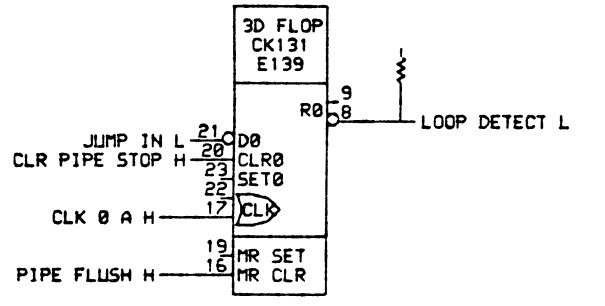 3D FLOP
CK131
E139
9
R0 8 LOOP DETECT L
JUMP IN L 21 D0
CLR PIPE STOP H 20 CLR0
23 SET0
22
CLK 0 A H 17 CLK
19 MR SET
PIPE FLUSH H 16 MR CLR